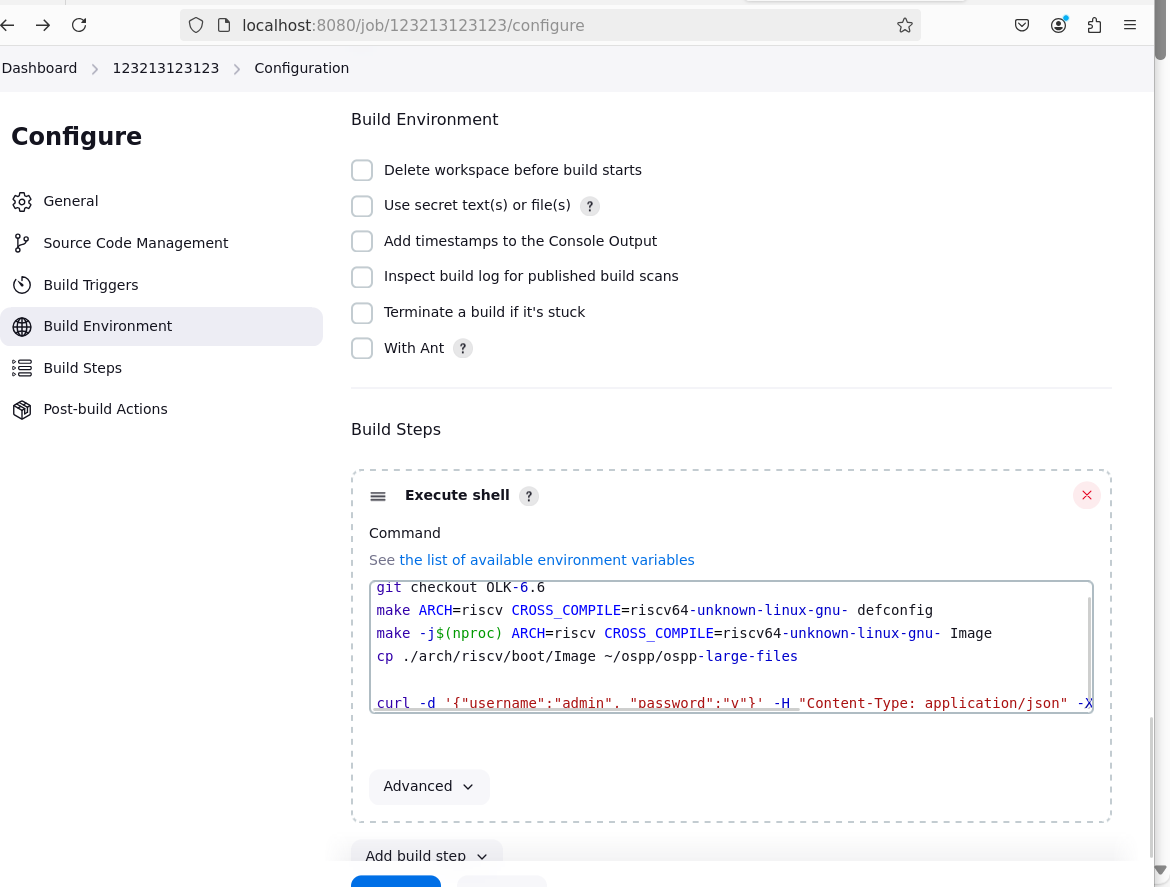 localhost:8080/job/123213123123/configure
Dashboard > 123213123123 > Configuration
Configure
General
Source Code Management
Build Triggers
Build Environment
Build Steps
Post-build Actions
Build Environment
Delete workspace before build starts
Use secret text(s) or file(s) ?
Add timestamps to the Console Output
Inspect build log for published build scans
Terminate a build if it's stuck
With Ant ?
Build Steps
Execute shell ?
Command
See the list of available environment variables
git checkout OLK-6.6
make ARCH=riscv CROSS_COMPILE=riscv64-unknown-linux-gnu- defconfig
make -j$(nproc) ARCH=riscv CROSS_COMPILE=riscv64-unknown-linux-gnu- Image
cp ./arch/riscv/boot/Image ~/ospp/ospp-large-files
curl -d '{"username":"admin", "password":"v"}' -H "Content-Type: application/json" -X
Advanced
Add build step